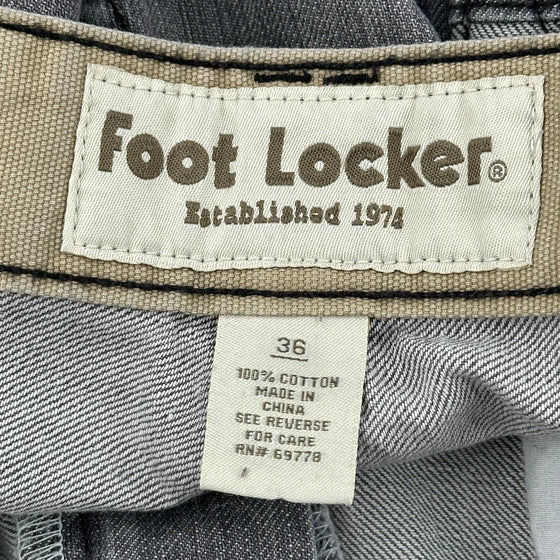 Foot Locker®
Established 1974
36
100% COTTON
MADE IN
CHINA
SEE REVERSE
FOR CARE
RN# 69778